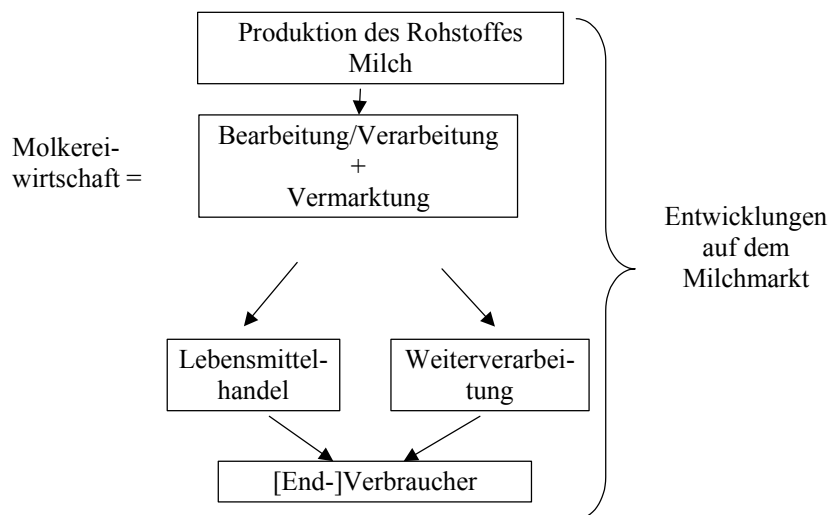 Produktion des Rohstoffes
Milch
Molkerei-
wirtschaft =
Bearbeitung/Verarbeitung
+
Vermarktung
Entwicklungen
auf dem
Milchmarkt
Lebensmittel-
handel
Weiterverarbei-
tung
[End-]Verbraucher